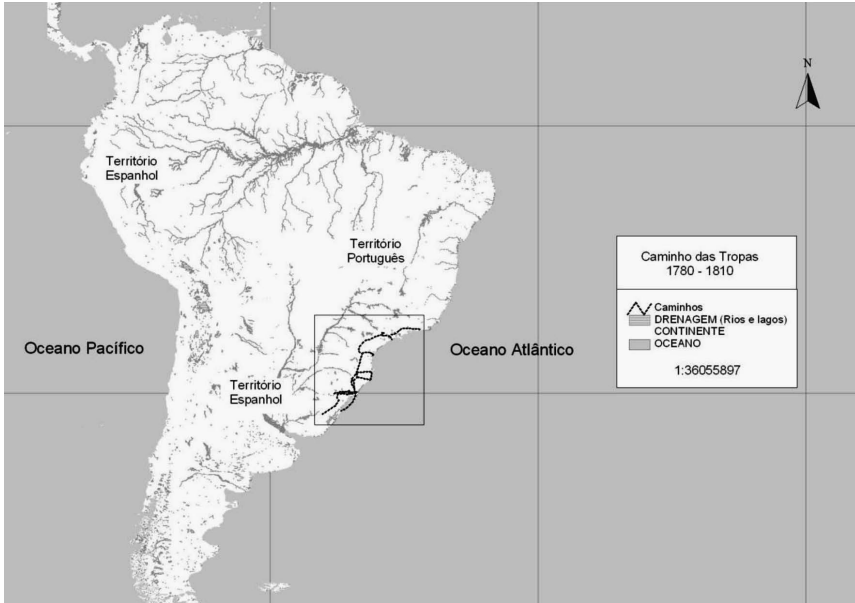 N
Território
Espanhol
Território
Português
Caminho das Tropas
1780 - 1810
Caminhos
DRENAGEM (Rios e lagos)
CONTINENTE
OCEANO
1:36055897
Oceano Pacífico
Oceano Atlântico
Território
Espanhol